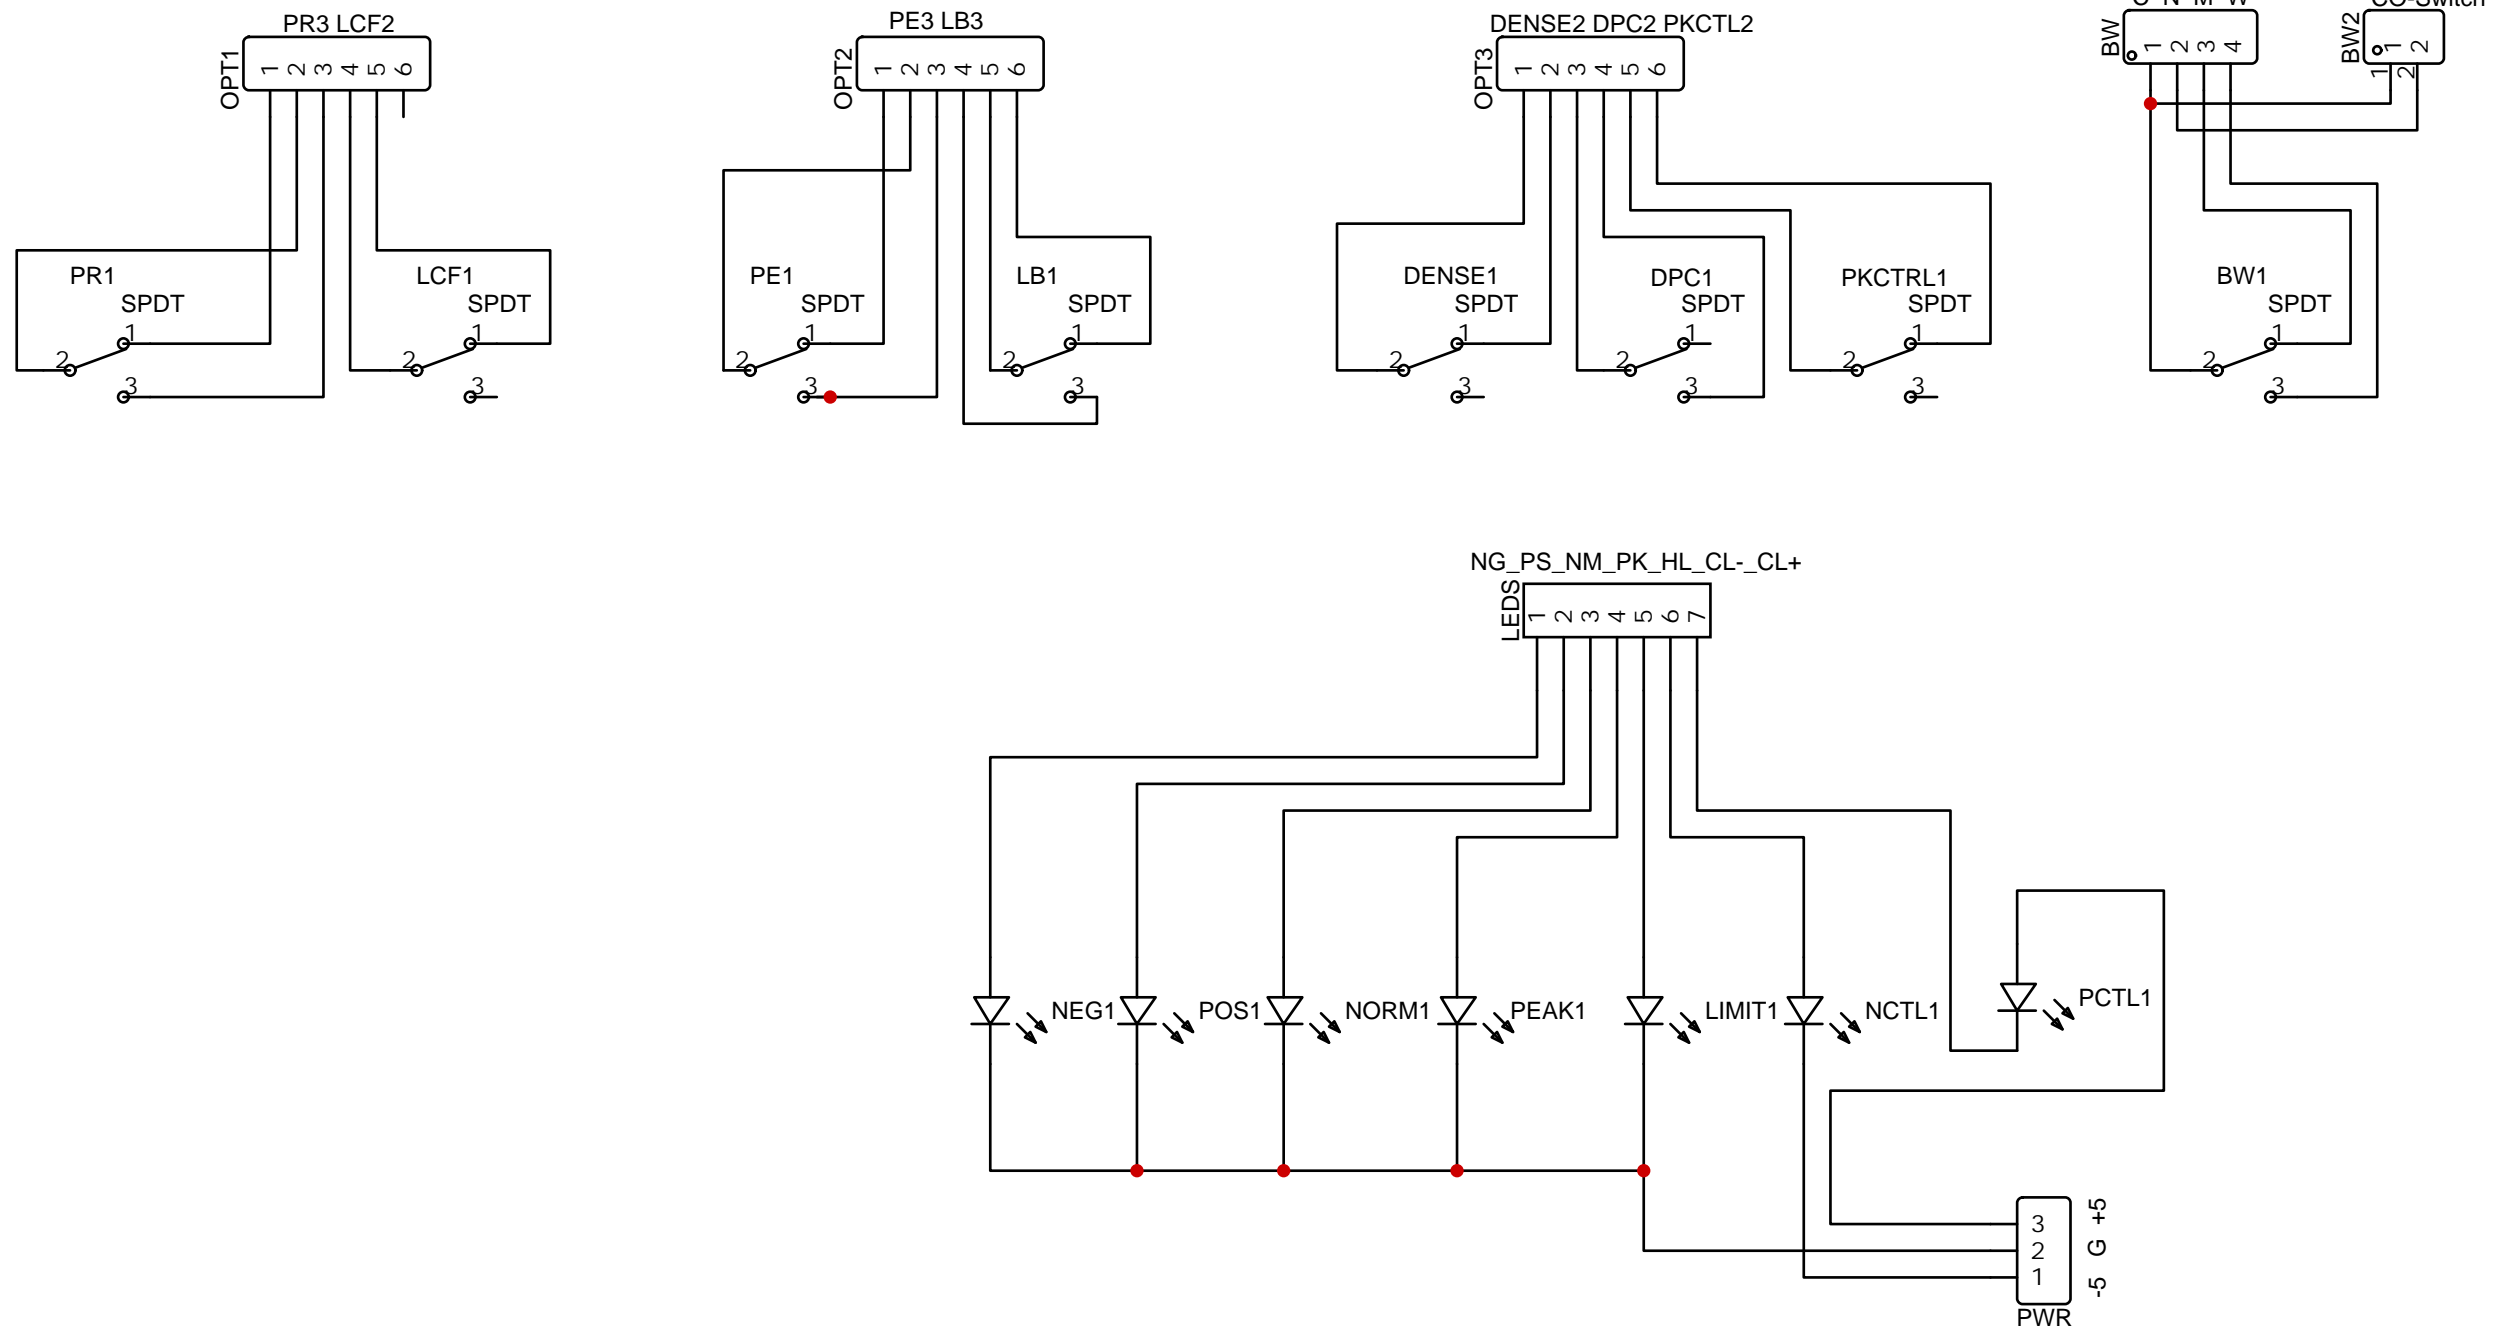 PR3 LCF2
OPT1
1 2 3 4 5 6
PR1
SPDT
1
2
3
LCF1
SPDT
1
2
3
PE3 LB3
OPT2
1 2 3 4 5 6
PE1
SPDT
1
2
3
LB1
SPDT
1
2
3
DENSE2 DPC2 PKCTL2
OPT3
1 2 3 4 5 6
DENSE1
SPDT
1
2
3
DPC1
SPDT
1
2
3
PKCTRL1
SPDT
1
2
3
BW
1 2 3 4
CO-Switch
BW2
1 2
1 2
BW1
SPDT
1
2
3
NG_PS_NM_PK_HL_CL-_CL+
LEDS
1 2 3 4 5 6 7
NEG1
POS1
NORM1
PEAK1
LIMIT1
NCTL1
PCTL1
3 +5
2 G
1 -5
PWR